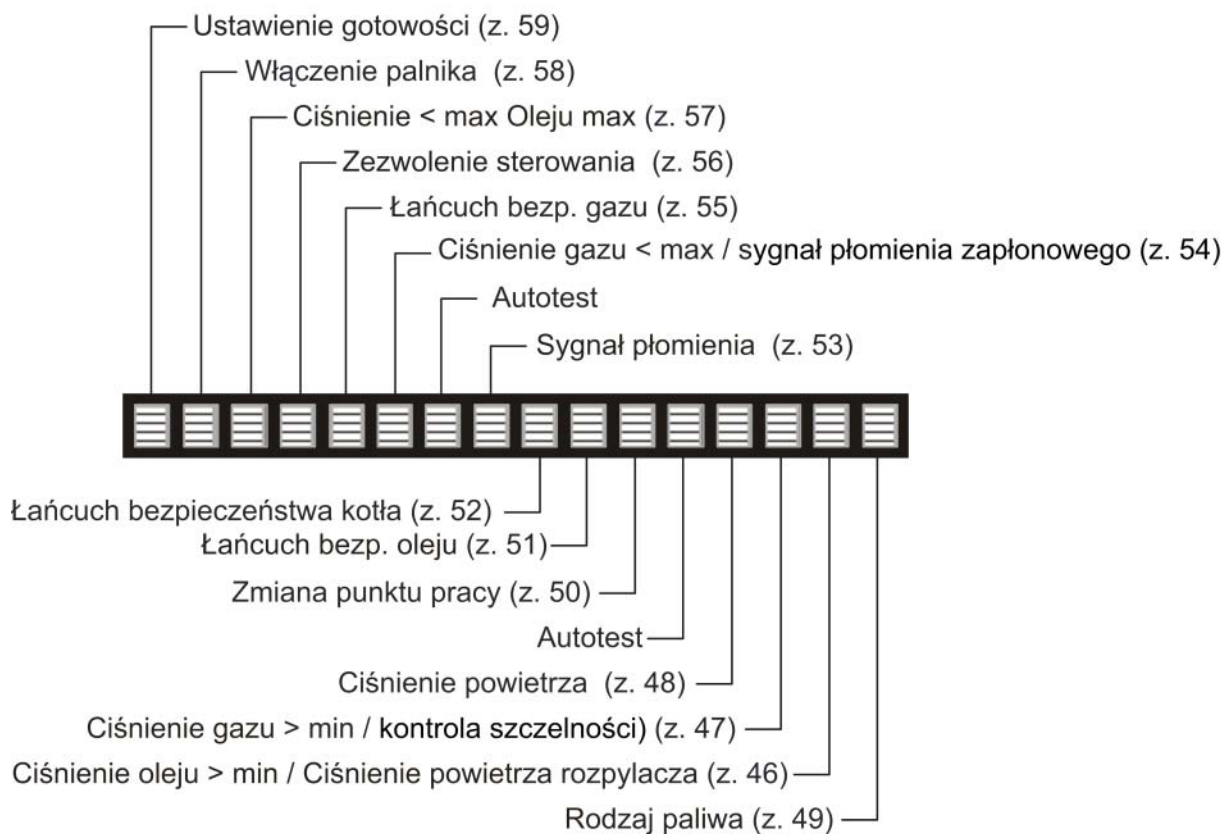 Ustawienie gotowości (z. 59)
Włączenie palnika (z. 58)
Ciśnienie < max Oleju max (z. 57)
Zezwolenie sterowania (z. 56)
Łańcuch bezp. gazu (z. 55)
Ciśnienie gazu < max / sygnał płomienia zapłonowego (z. 54)
Autotest
Sygnał płomienia (z. 53)
Łańcuch bezpieczeństwa kotła (z. 52)
Łańcuch bezp. oleju (z. 51)
Zmiana punktu pracy (z. 50)
Autotest
Ciśnienie powietrza (z. 48)
Ciśnienie gazu > min / kontrola szczelności) (z. 47)
Ciśnienie oleju > min / Ciśnienie powietrza rozpylacza (z. 46)
Rodzaj paliwa (z. 49)